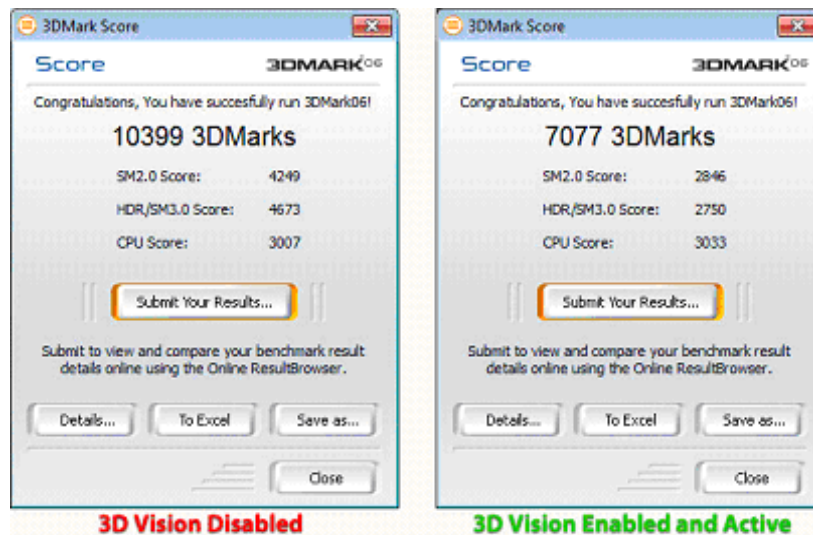 3DMark Score
Score
3DMARK06
Congratulations, You have succesfully run 3DMark06!
10399 3DMarks
SM2.0 Score: 4249
HDR/SM3.0 Score: 4673
CPU Score: 3007
Submit Your Results...
Submit to view and compare your benchmark result
details online using the Online ResultBrowser.
Details... To Excel Save as...
Close
3D Vision Disabled
3DMark Score
Score
3DMARK06
Congratulations, You have succesfully run 3DMark06!
7077 3DMarks
SM2.0 Score: 2846
HDR/SM3.0 Score: 2750
CPU Score: 3033
Submit Your Results...
Submit to view and compare your benchmark result
details online using the Online ResultBrowser.
Details... To Excel Save as...
Close
3D Vision Enabled and Active